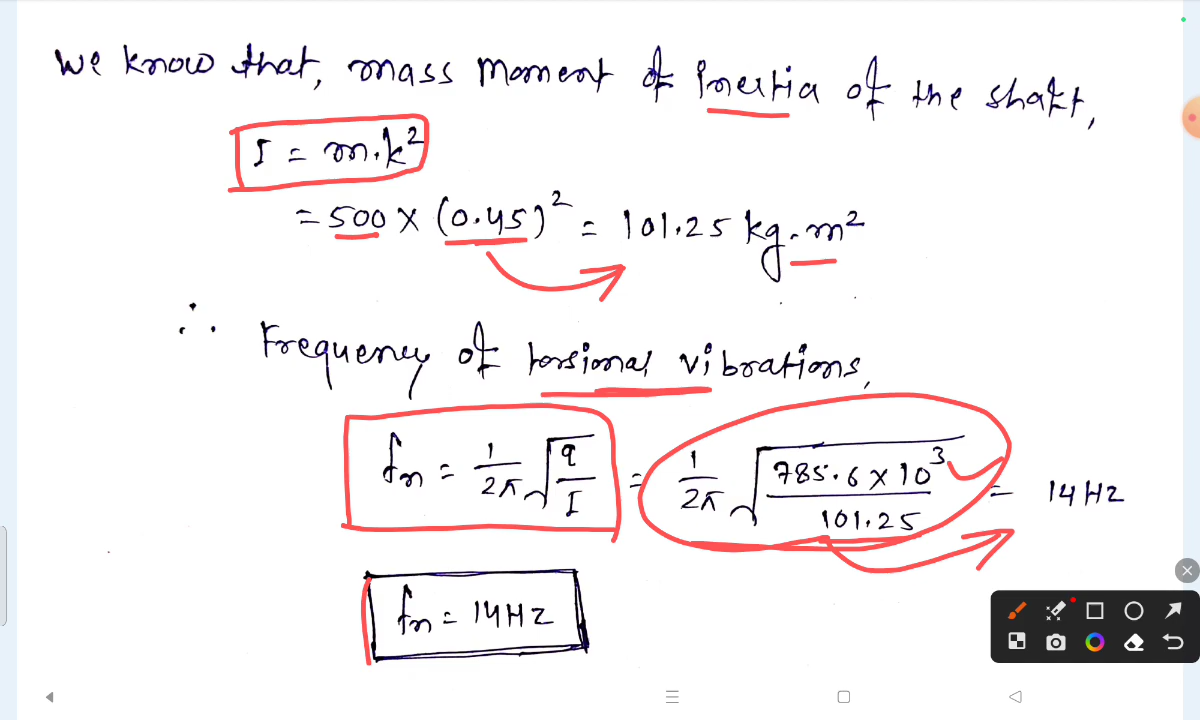 We know that, mass moment of Inertia of the shaft,
I = m.k²
= 500 × (0.45)² = 101.25 kg.m²
∴ Frequency of torsional vibrations,
fn = 1/2π √q/I = 1/2π √785.6 × 10³/101.25 = 14 Hz
fn = 14 Hz